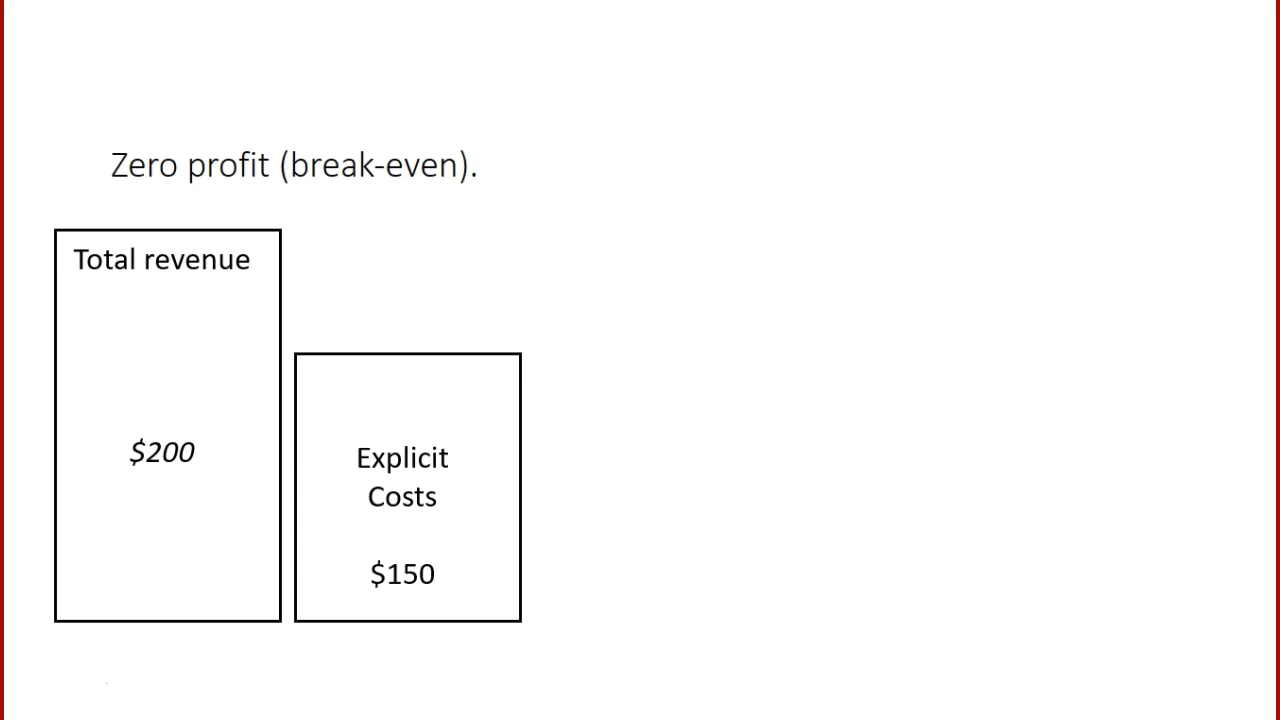 Zero profit (break-even).
Total revenue
$200
Explicit
Costs
$150